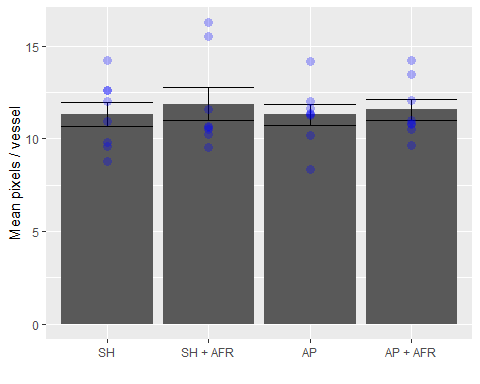 Mean pixels / vessel
15
10
5
0
SH
SH + AFR
AP
AP + AFR